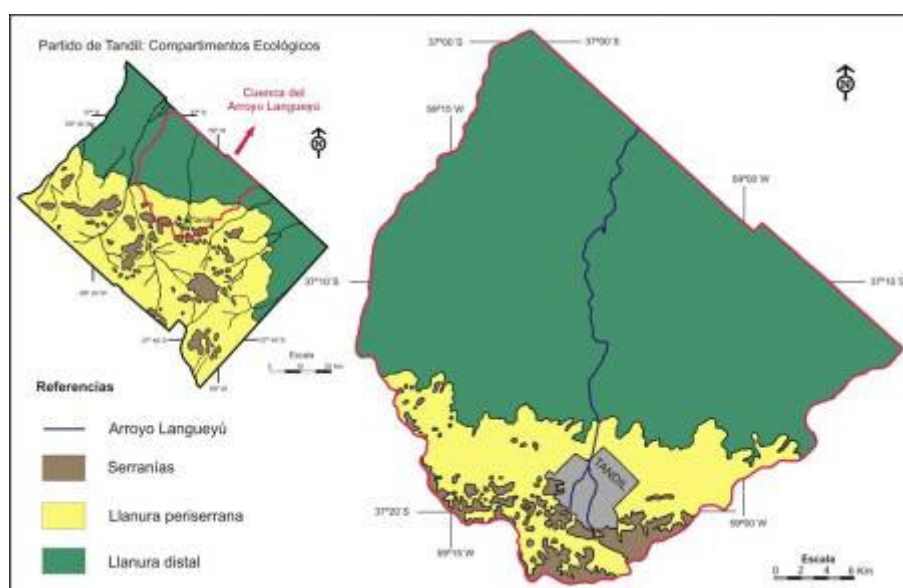 Partido de Tandil: Compartimentos Ecológicos
Cuenca del
Arroyo Langueyú
N
Escala
Referencias
Arroyo Langueyú
Serranías
Llanura periserrana
Llanura distal
37°00' S
37°00' S
59°15' W
59°00' W
37°10' S
37°10' S
TANDIL
37°20' S
59°00' W
59°15' W
N
Escala
0 2 4 6 Km